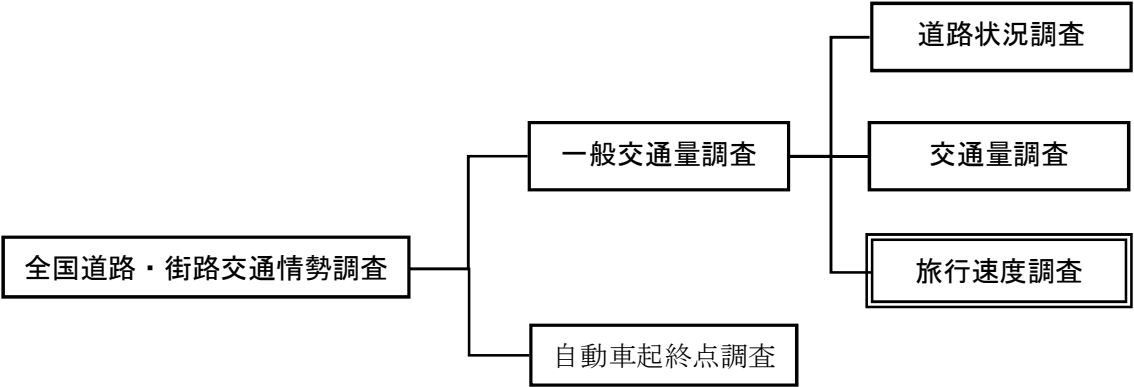 道路状況調査
一般交通量調査
交通量調査
全国道路・街路交通情勢調査
旅行速度調査
自動車起終点調査